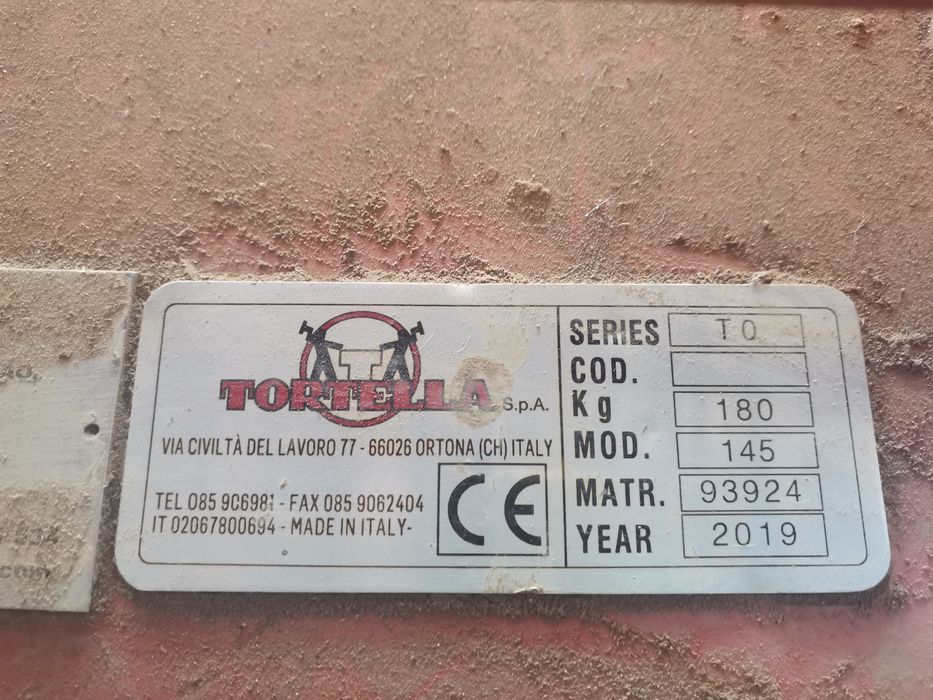 TORTELLA S.p.A.
VIA CIVILTÀ DEL LAVORO 77 - 66026 ORTONA (CH) ITALY
TEL 085 906981 - FAX 085 9062404
IT 02067800694 - MADE IN ITALY-
CE
SERIES T0
COD.
Kg 180
MOD. 145
MATR. 93924
YEAR 2019
com